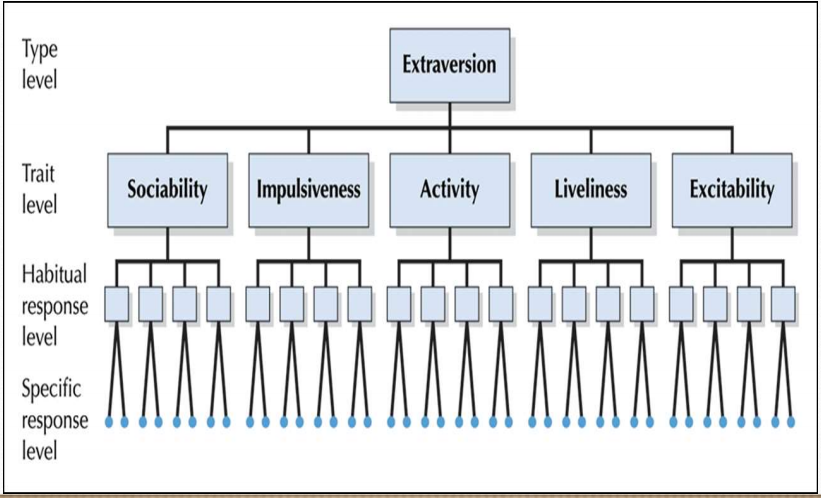 Type
level
Extraversion
Trait
level
Sociability
Impulsiveness
Activity
Liveliness
Excitability
Habitual
response
level
Specific
response
level